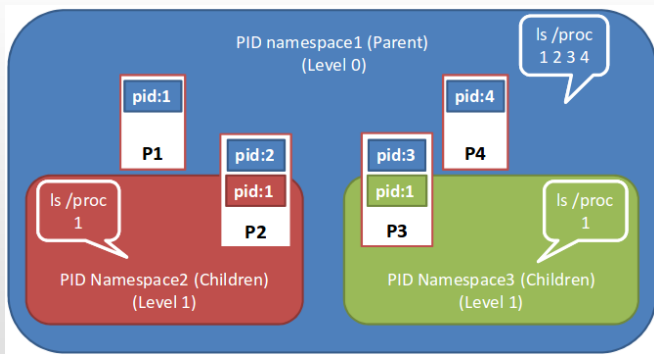 PID namespace1 (Parent)
(Level 0)
ls /proc
1 2 3 4
pid:1
P1
pid:4
P4
pid:2
pid:1
P2
pid:3
pid:1
P3
ls /proc
1
ls /proc
1
PID Namespace2 (Children)
(Level 1)
PID Namespace3 (Children)
(Level 1)